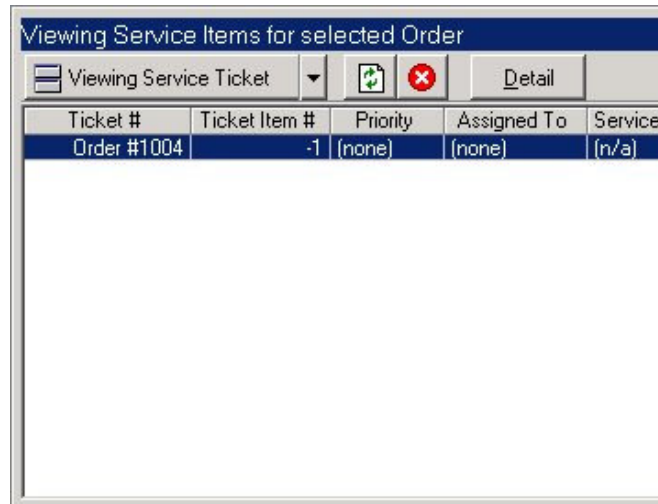 Viewing Service Items for selected Order
Viewing Service Ticket Detail
Ticket # Ticket Item # Priority Assigned To Service
Order #1004 -1 (none) (none) (n/a)